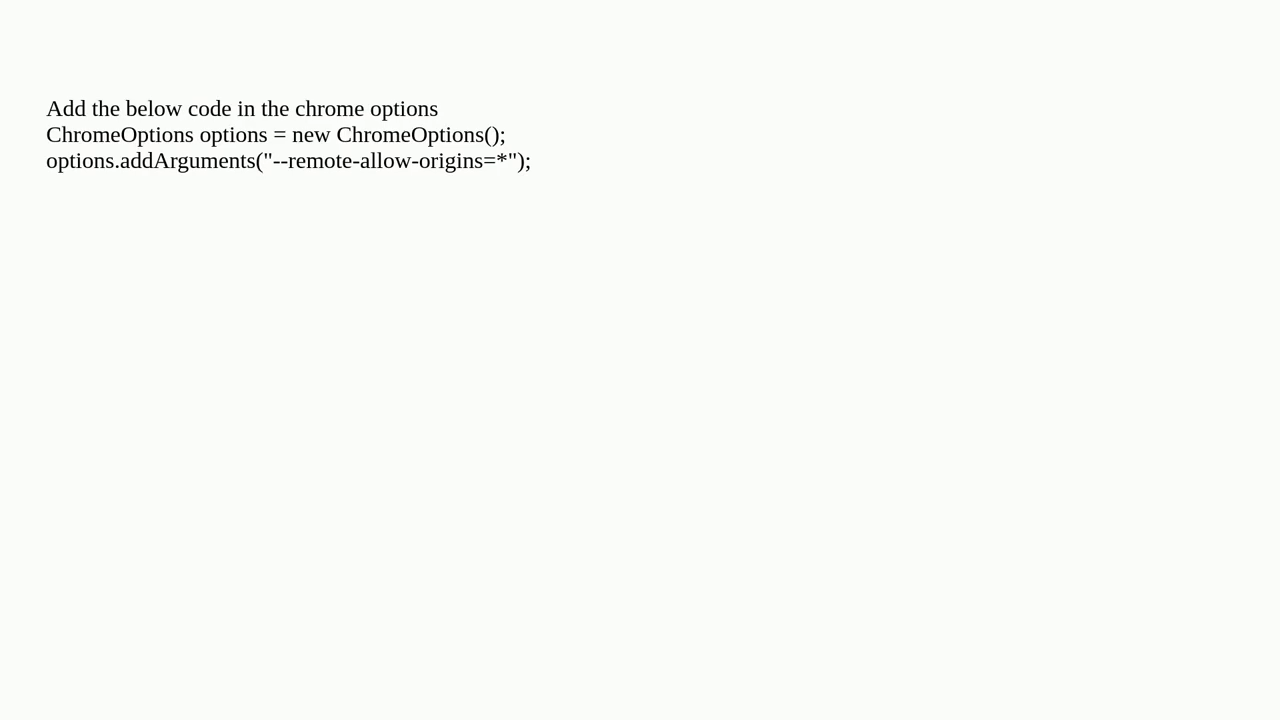 Add the below code in the chrome options
ChromeOptions options = new ChromeOptions();
options.addArguments("--remote-allow-origins=*");